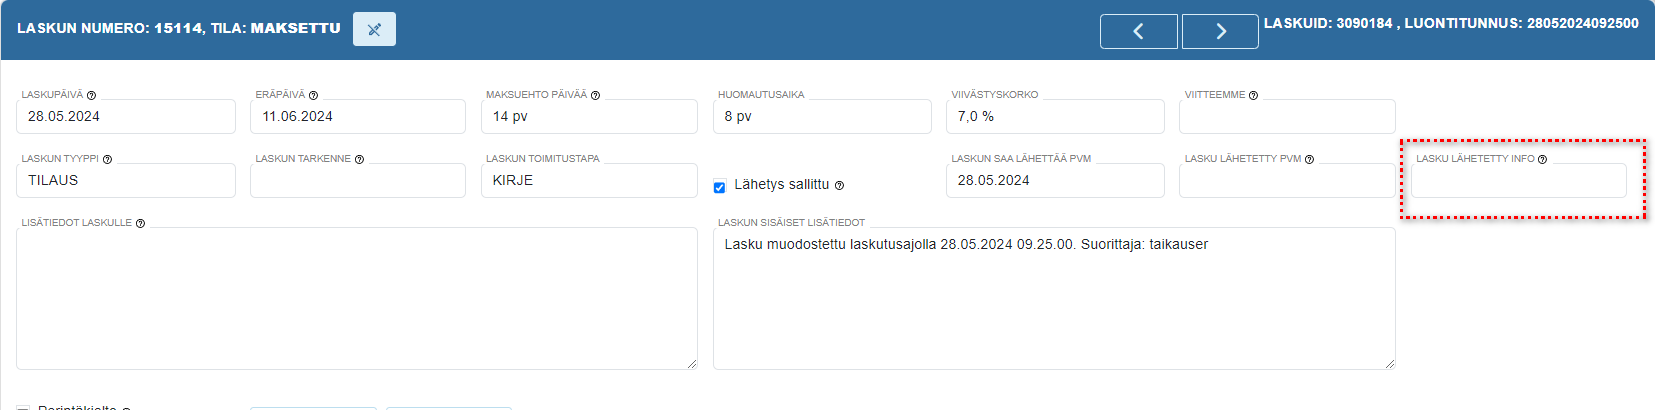 LASKUN NUMERO: 15114, TILA: MAKSETTU
LASKUID: 3090184 , LUONTITUNNUS: 28052024092500
LASKUPÄIVÄ ERÄPÄIVÄ MAKSUEHTO PÄIVÄÄ HUOMAUTUSAIKA VIIVÄSTYSKORKO VIITTEEMME
28.05.2024 11.06.2024 14 pv 8 pv 7,0 %
LASKUN TYYPPI LASKUN TARKENNE LASKUN TOIMITUSTAPA LASKUN SAA LÄHETTÄÄ PVM LASKU LÄHETETTY PVM LASKU LÄHETETTY INFO
TILAUS KIRJE Lähetys sallittu 28.05.2024
LISÄTIEDOT LASKULLE LASKUN SISÄISET LISÄTIEDOT
Lasku muodostettu laskutusajolla 28.05.2024 09.25.00. Suorittaja: taikauser
Perintäkielto